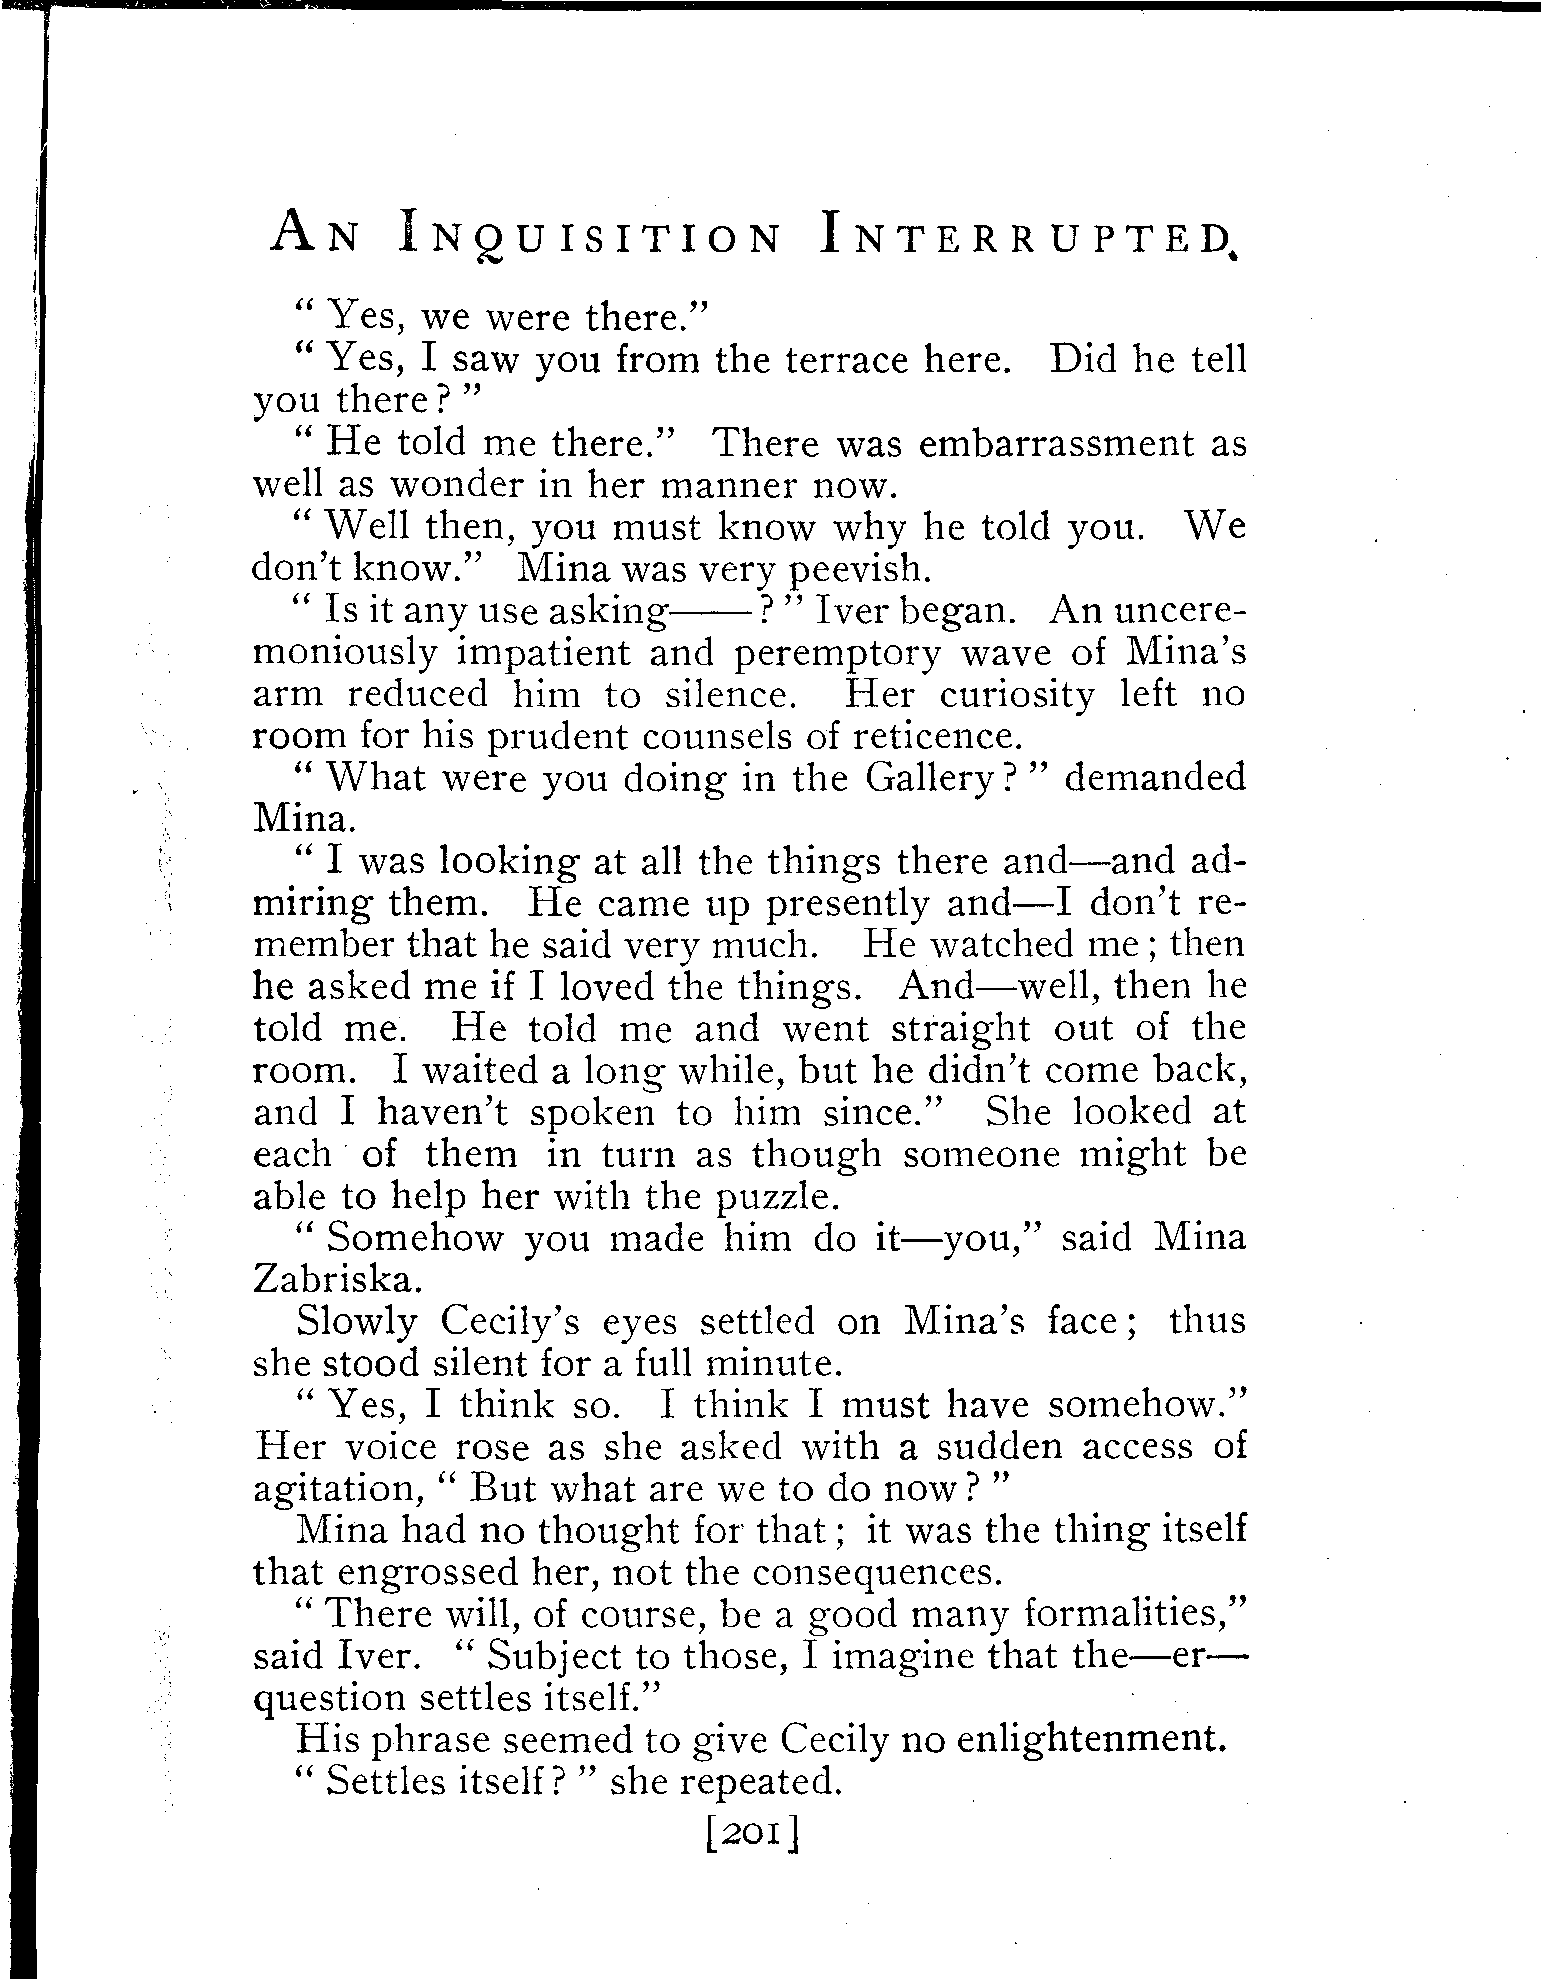 An Inquisition Interrupted.
“ Yes, we were there.”
“ Yes, I saw you from the terrace here. Did he tell
you there? ”
“ He told me there.” There was embarrassment as
well as wonder in her manner now.
“ Well then, you must know why he told you. We
don't know.” Mina was very peevish.
“ Is it any use asking——? ” Iver began. An uncere-
moniously impatient and peremptory wave of Mina's
arm reduced him to silence. Her curiosity left no
room for his prudent counsels of reticence.
“ What were you doing in the Gallery? ” demanded
Mina.
“ I was looking at all the things there and—and ad-
miring them. He came up presently and—I don't re-
member that he said very much. He watched me; then
he asked me if I loved the things. And—well, then he
told me. He told me and went straight out of the
room. I waited a long while, but he didn't come back,
and I haven't spoken to him since.” She looked at
each of them in turn as though someone might be
able to help her with the puzzle.
“ Somehow you made him do it—you,” said Mina
Zabriska.
Slowly Cecily's eyes settled on Mina's face; thus
she stood silent for a full minute.
“ Yes, I think so. I think I must have somehow.”
Her voice rose as she asked with a sudden access of
agitation, “ But what are we to do now? ”
Mina had no thought for that; it was the thing itself
that engrossed her, not the consequences.
“ There will, of course, be a good many formalities,”
said Iver. “ Subject to those, I imagine that the—er—
question settles itself.”
His phrase seemed to give Cecily no enlightenment.
“ Settles itself? ” she repeated.
[201]